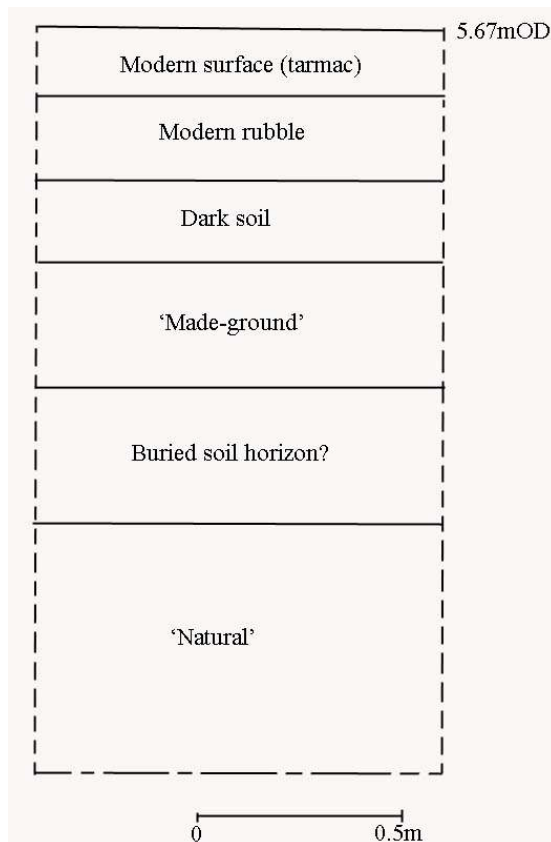 5.67mOD
Modern surface (tarmac)
Modern rubble
Dark soil
‘Made-ground’
Buried soil horizon?
‘Natural’
0 0.5m